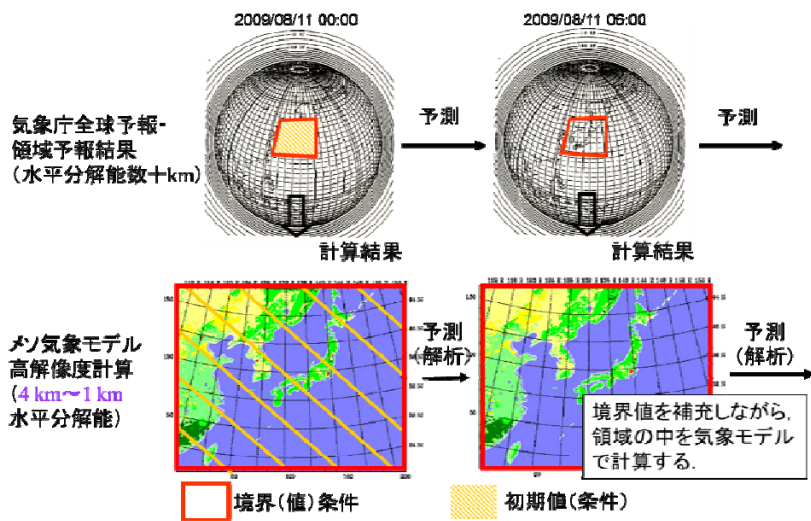 2009/08/11 00:00
2009/08/11 06:00
気象庁全球予報-
領域予報結果
(水平分解能数十km)
予測
計算結果
計算結果
メソ気象モデル
高解像度計算
(4 km～1 km
水平分解能)
予測
(解析)
予測
(解析)
境界値を補充しながら,
領域の中を気象モデル
で計算する.
境界(値)条件
初期値(条件)